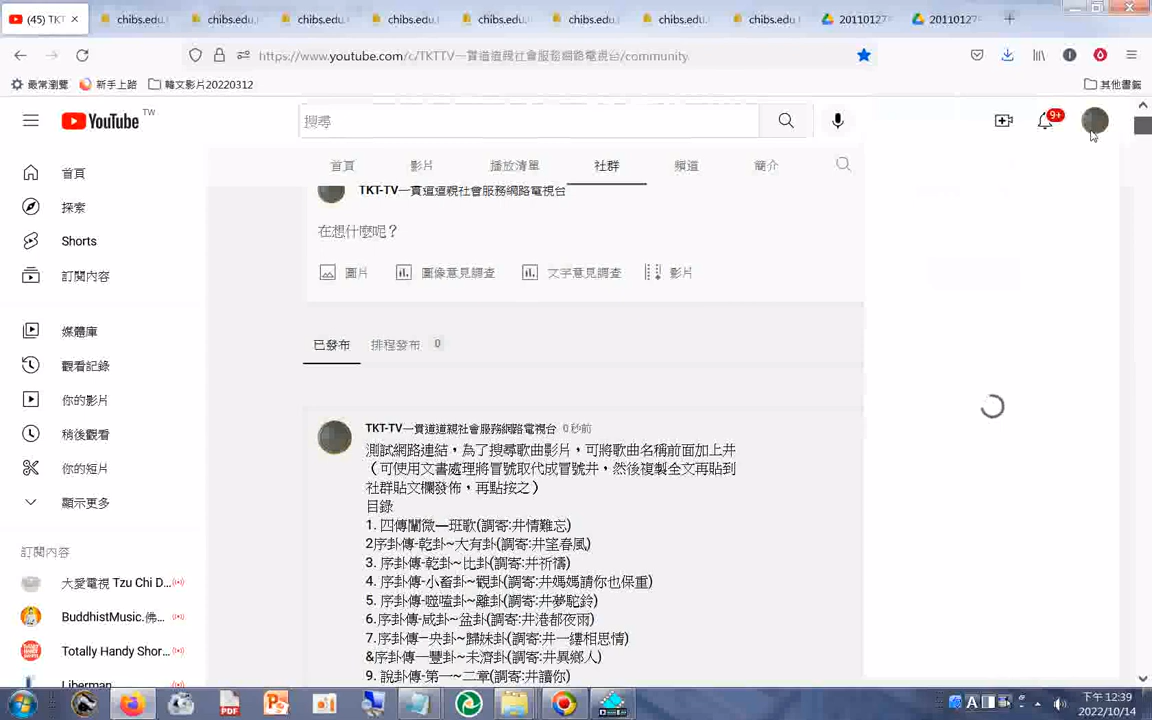 (45) TKT
chibs.edu.
chibs.edu.
chibs.edu.
chibs.edu.
chibs.edu.
chibs.edu.
chibs.edu.
chibs.edu.
20110127
20110127
https://www.youtube.com/c/TKTTV一貫道道親社會服務網路電視台/community
最常瀏覽
新手上路
韓文影片20220312
其他書籤
YouTube TW
搜尋
9+
首頁
影片
播放清單
社群
頻道
簡介
首頁
探索
Shorts
訂閱內容
媒體庫
觀看記錄
你的影片
稍後觀看
你的短片
顯示更多
訂閱內容
大愛電視 Tzu Chi D...
BuddhistMusic.佛...
Totally Handy Shor...
Liberman
TKT-TV一貫道道親社會服務網路電視台
在想什麼呢？
圖片
圖像意見調查
文字意見調查
影片
已發布
排程發布 0
TKT-TV一貫道道親社會服務網路電視台 0 秒前
測試網路連結，為了搜尋歌曲影片，可將歌曲名稱前面加上井
（可使用文書處理將冒號取代成冒號井，然後複製全文再貼到
社群貼文欄發佈，再點按之）
目錄
1. 四傳闡微—班歌(調寄:井情難忘)
2序卦傳-乾卦~大有卦(調寄:井望春風)
3. 序卦傳-乾卦~比卦(調寄:井祈禱)
4. 序卦傳-小畜卦~觀卦(調寄:井媽媽請你也保重)
5. 序卦傳-噬嗑卦~離卦(調寄:井夢駝鈴)
6.序卦傳-咸卦~益卦(調寄:井港都夜雨)
7.序卦傳–夬卦~歸妹卦(調寄:井一縷相思情)
&序卦傳一豐卦~未濟卦(調寄:井異鄉人)
9. 說卦傳-第一~二章(調寄:井讀你)
PDF
A
下午 12:39
2022/10/14